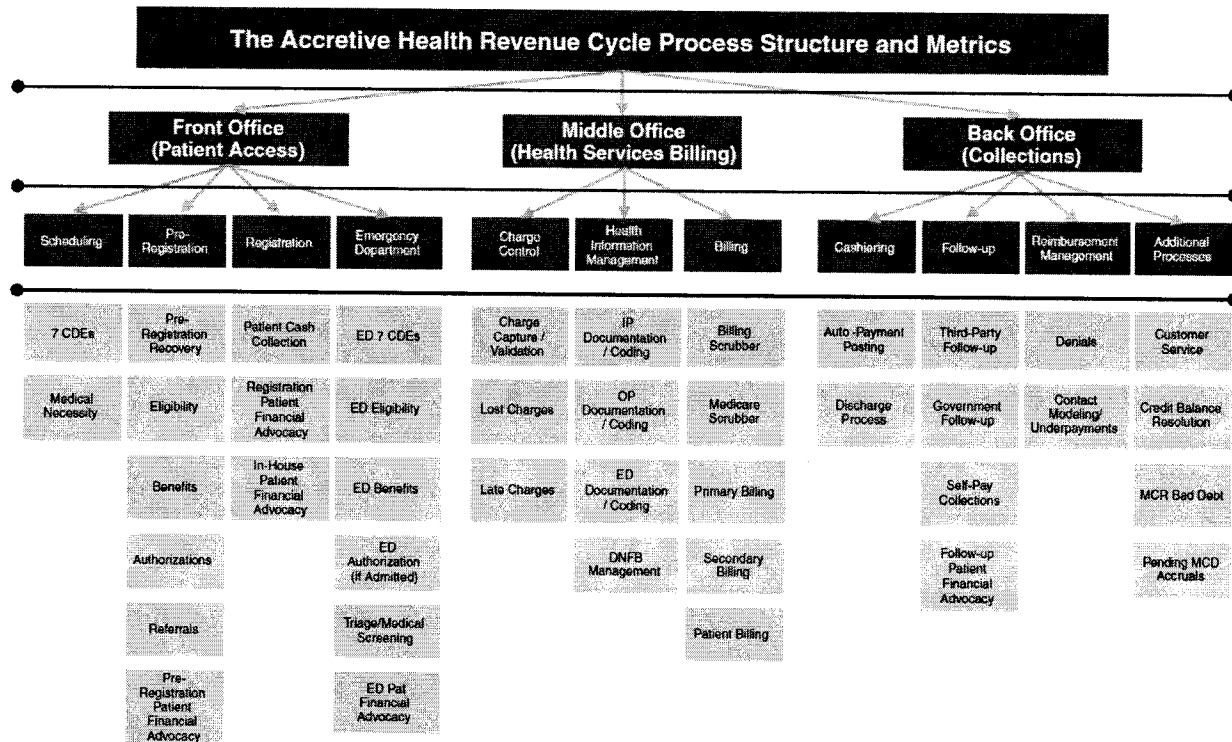 The Accretive Health Revenue Cycle Process Structure and Metrics
Front Office
(Patient Access)
Middle Office
(Health Services Billing)
Back Office
(Collections)
Scheduling
Pre-
Registration
Registration
Emergency
Department
Charge
Control
Health
Information
Management
Billing
Cashiering
Follow-up
Reimbursement
Management
Additional
Processes
7 CDEs
Pre-
Registration
Recovery
Patient Cash
Collection
ED 7 CDEs
Charge
Capture /
Validation
IP
Documentation
/ Coding
Billing
Scrubber
Auto -Payment
Posting
Third-Party
Follow-up
Denials
Customer
Service
Medical
Necessity
Eligibility
Registration
Patient
Financial
Advocacy
ED Eligibility
Lost Charges
OP
Documentation
/ Coding
Medicare
Scrubber
Discharge
Process
Government
Follow-up
Contact
Modeling/
Underpayments
Credit Balance
Resolution
Benefits
In-House
Patient
Financial
Advocacy
ED Benefits
Late Charges
ED
Documentation
/ Coding
Primary Billing
Self-Pay
Collections
MCR Bad Debt
Authorizations
ED
Authorization
(if Admitted)
DNFB
Management
Secondary
Billing
Follow-up
Patient
Financial
Advocacy
Pending MCD
Accruals
Referrals
Triage/Medical
Screening
Patient Billing
Pre-
Registration
Patient
Financial
Advocacy
ED Pat
Financial
Advocacy